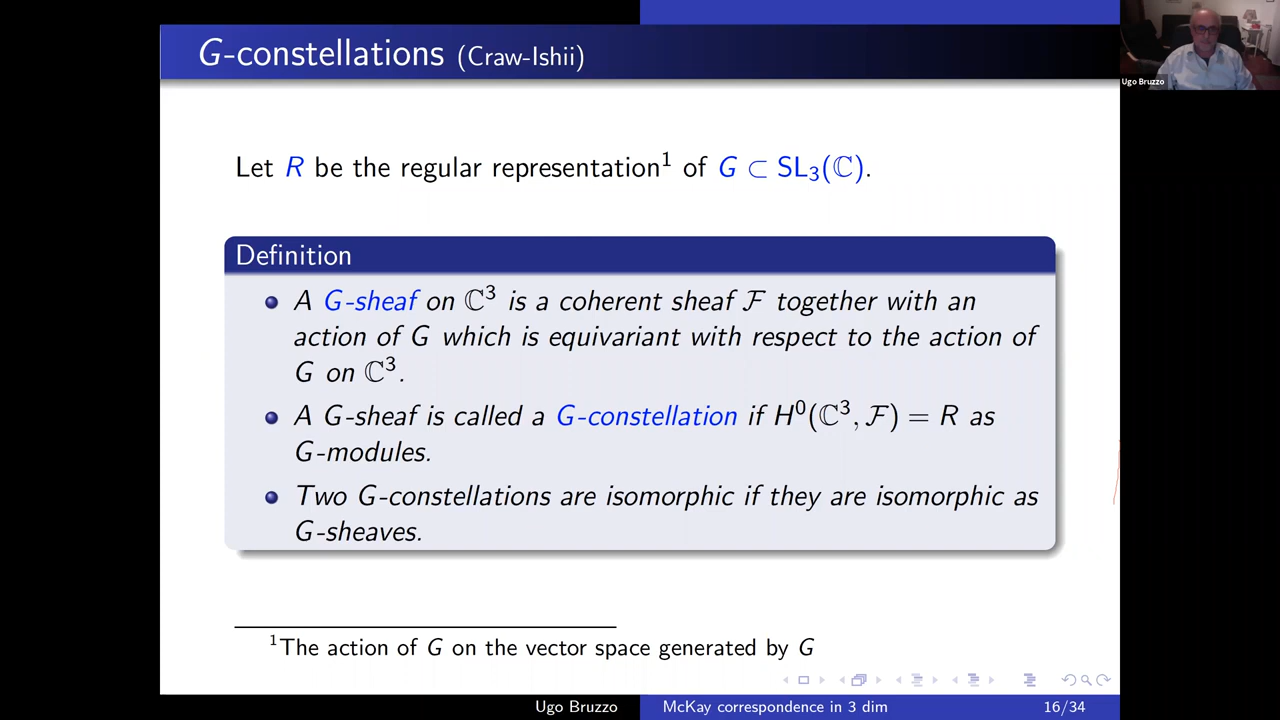 G-constellations (Craw-Ishii)
Ugo Bruzzo
Let R be the regular representation¹ of G ⊂ SL₃(ℂ).
Definition
A G-sheaf on ℂ³ is a coherent sheaf ℱ together with an
action of G which is equivariant with respect to the action of
G on ℂ³.
A G-sheaf is called a G-constellation if H⁰(ℂ³, ℱ) = R as
G-modules.
Two G-constellations are isomorphic if they are isomorphic as
G-sheaves.
¹The action of G on the vector space generated by G
Ugo Bruzzo McKay correspondence in 3 dim 16/34